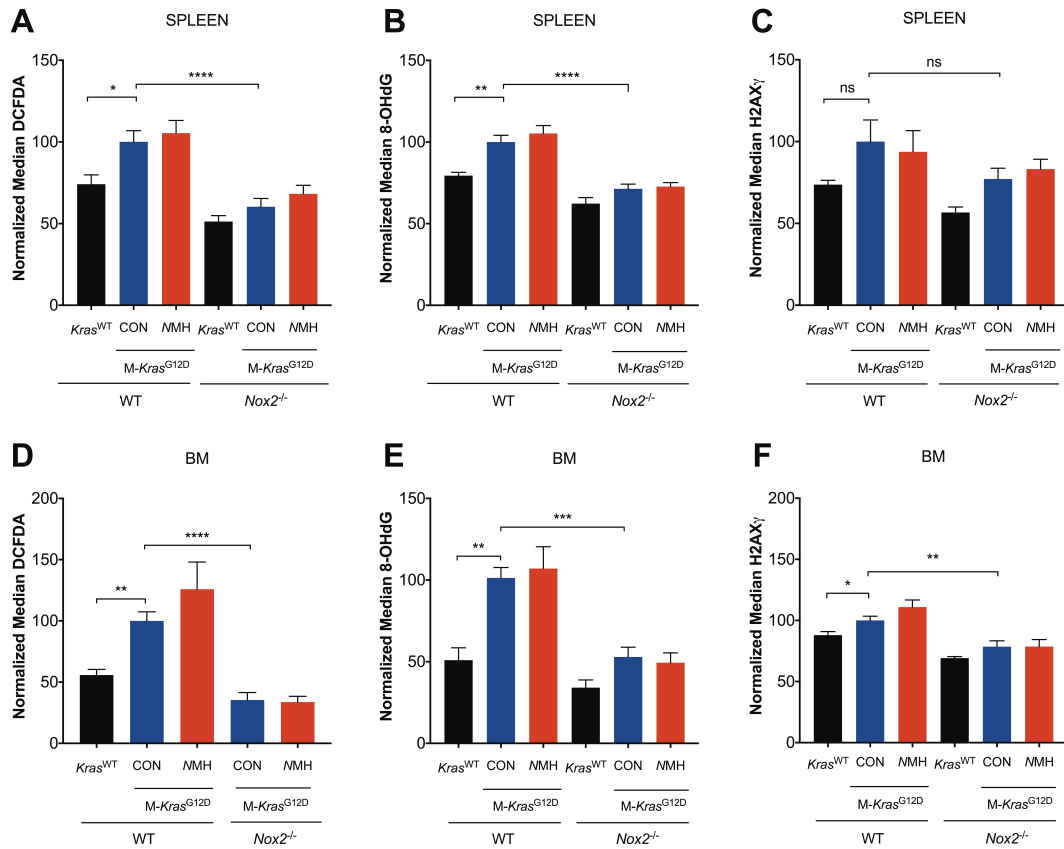 A
SPLEEN
Normalized Median DCFDA
150
100
50
0
*
****
Kras^WT CON NMH Kras^WT CON NMH
M-Kras^G12D M-Kras^G12D
WT Nox2^-/-
B
SPLEEN
Normalized Median 8-OHdG
150
100
50
0
**
****
Kras^WT CON NMH Kras^WT CON NMH
M-Kras^G12D M-Kras^G12D
WT Nox2^-/-
C
SPLEEN
Normalized Median H2AXγ
150
100
50
0
ns
ns
Kras^WT CON NMH Kras^WT CON NMH
M-Kras^G12D M-Kras^G12D
WT Nox2^-/-
D
BM
Normalized Median DCFDA
200
150
100
50
0
**
****
Kras^WT CON NMH CON NMH
M-Kras^G12D M-Kras^G12D
WT Nox2^-/-
E
BM
Normalized Median 8-OHdG
150
100
50
0
**
***
Kras^WT CON NMH Kras^WT CON NMH
M-Kras^G12D M-Kras^G12D
WT Nox2^-/-
F
BM
Normalized Median H2AXγ
200
150
100
50
0
*
**
Kras^WT CON NMH Kras^WT CON NMH
M-Kras^G12D M-Kras^G12D
WT Nox2^-/-